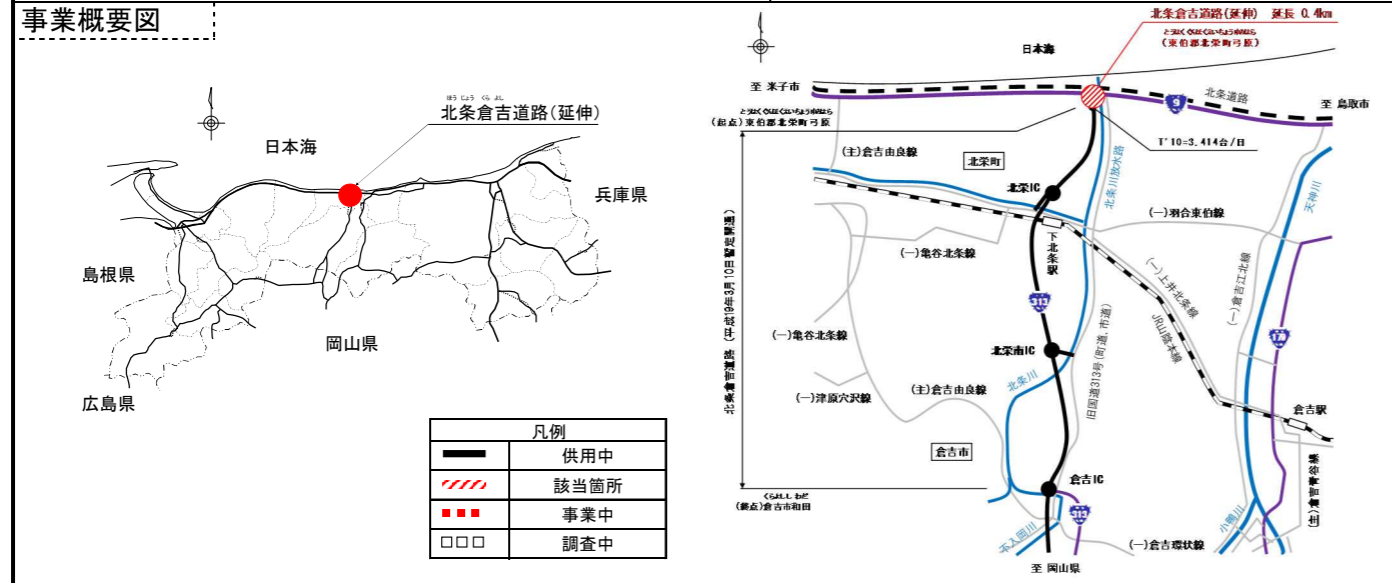 事業概要図
ほうじょう くらよし
北条倉吉道路(延伸)
日本海
兵庫県
島根県
岡山県
広島県
凡例
供用中
該当箇所
事業中
調査中
北条倉吉道路(延伸) 延長 0.4km
(東伯郡北栄町弓原)
日本海
至 米子市
北条道路
9
至 鳥取市
(起点)東伯郡北栄町弓原
T'10=3,414台/日
(主)倉吉由良線
北栄町
北条川放水路
北栄IC
天神川
(一)羽合東伯線
下北条駅
(一)亀谷北条線
(一)上井北条線
(一)倉吉江北線
北条倉吉道路 (平成19年3月10日暫定開通)
313
JR山陰本線
旧国道313号(町道、市道)
179
(一)亀谷北条線
北栄南IC
北条川
(主)倉吉由良線
(一)津原穴沢線
倉吉駅
倉吉市
(主)倉吉青谷線
倉吉IC
くらよしし わだ
(終点)倉吉市和田
313
小鴨川
(一)倉吉環状線
至 岡山県